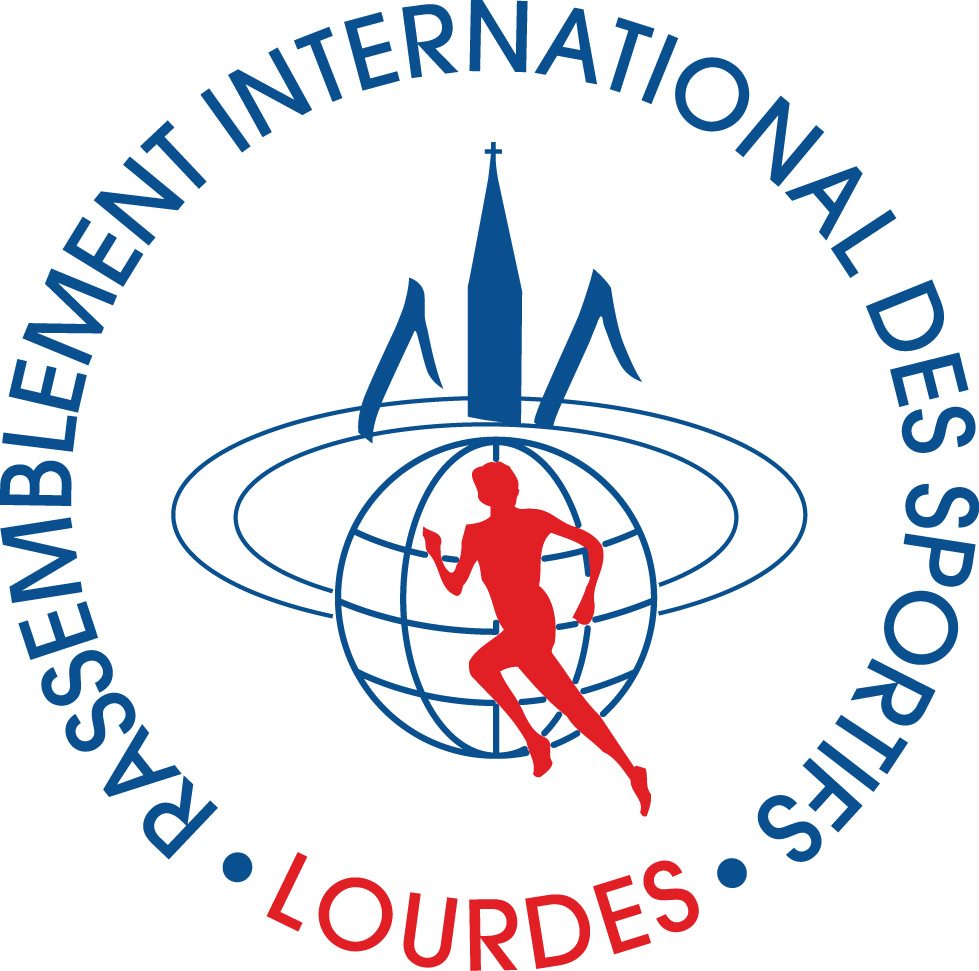 RASSEMBLEMENT INTERNATIONAL DES SPORTIFS
• LOURDES •